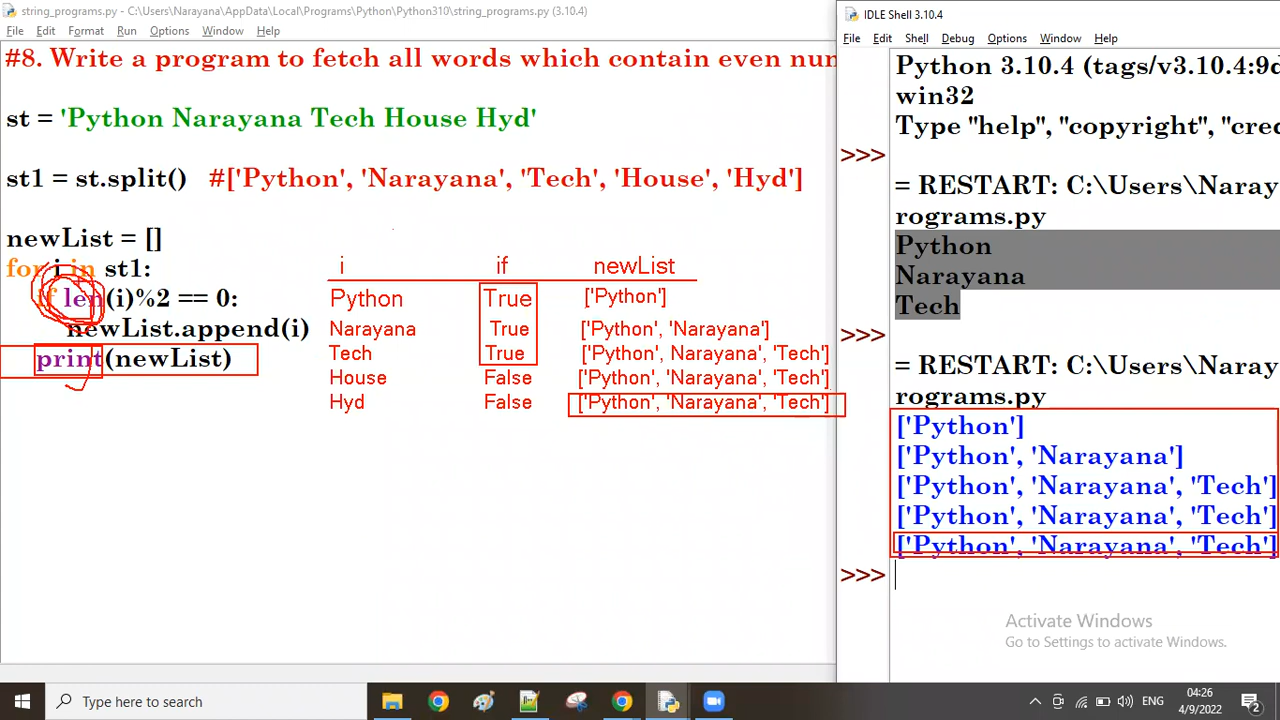 string_programs.py - C:\Users\Narayana\AppData\Local\Programs\Python\Python310\string_programs.py (3.10.4)
File Edit Format Run Options Window Help
#8. Write a program to fetch all words which contain even num
st = 'Python Narayana Tech House Hyd'
st1 = st.split() #['Python', 'Narayana', 'Tech', 'House', 'Hyd']
newList = []
for i in st1:
if len(i)%2 == 0:
newList.append(i)
print(newList)
i if newList
Python True ['Python']
Narayana True ['Python', 'Narayana']
Tech True ['Python', 'Narayana', 'Tech']
House False ['Python', 'Narayana', 'Tech']
Hyd False ['Python', 'Narayana', 'Tech']
IDLE Shell 3.10.4
File Edit Shell Debug Options Window Help
Python 3.10.4 (tags/v3.10.4:9d
win32
Type "help", "copyright", "cred
>>>
= RESTART: C:\Users\Naray
rograms.py
Python
Narayana
Tech
>>>
= RESTART: C:\Users\Naray
rograms.py
['Python']
['Python', 'Narayana']
['Python', 'Narayana', 'Tech']
['Python', 'Narayana', 'Tech']
['Python', 'Narayana', 'Tech']
>>>
Activate Windows
Go to Settings to activate Windows.
Type here to search
ENG
04:26
4/9/2022
2